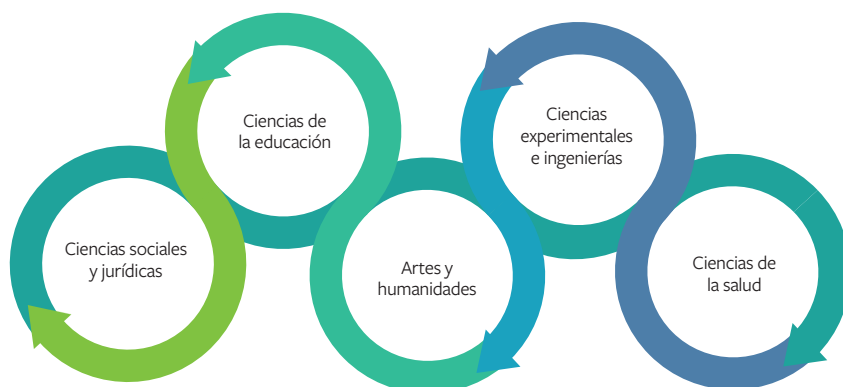 Ciencias sociales
y jurídicas
Ciencias de
la educación
Artes y
humanidades
Ciencias
experimentales
e ingenierías
Ciencias de
la salud